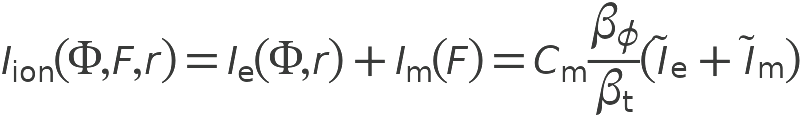 I_ion(Φ,F,r) = I_e(Φ,r) + I_m(F) = C_m β_ϕ/β_t (Ĩ_e + Ĩ_m)